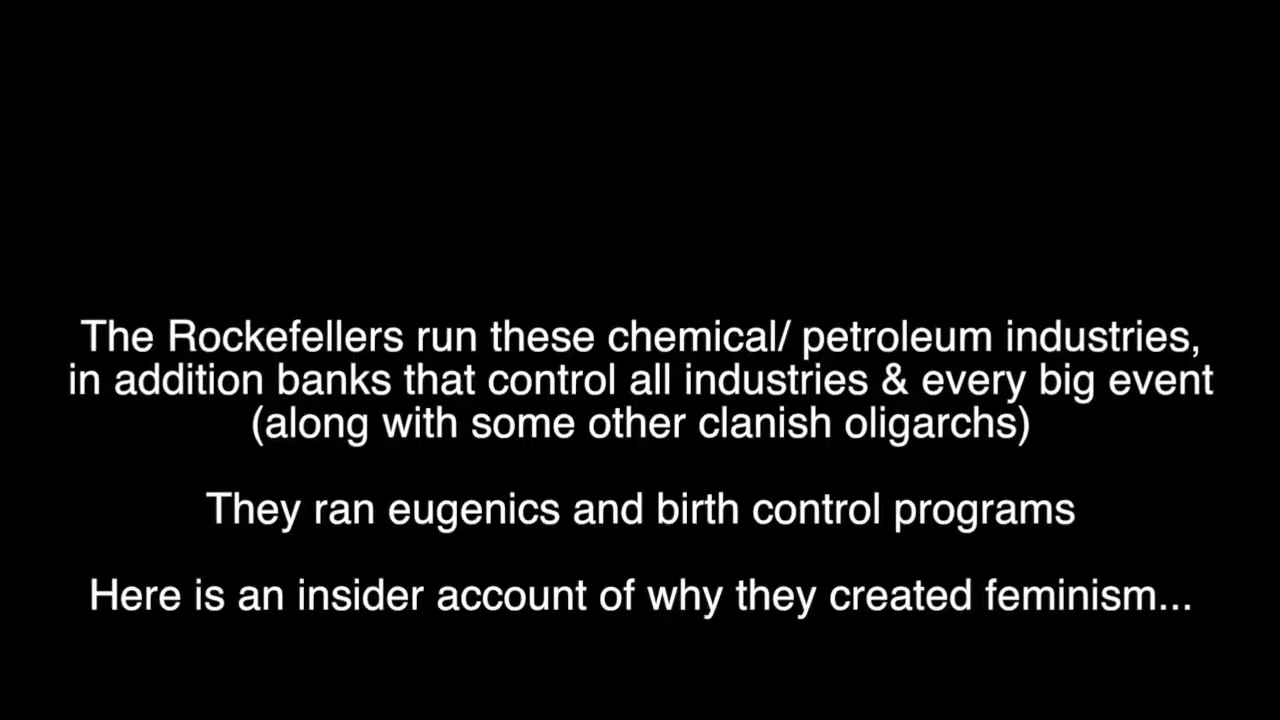 The Rockefellers run these chemical/ petroleum industries,
in addition banks that control all industries & every big event
(along with some other clanish oligarchs)
They ran eugenics and birth control programs
Here is an insider account of why they created feminism...